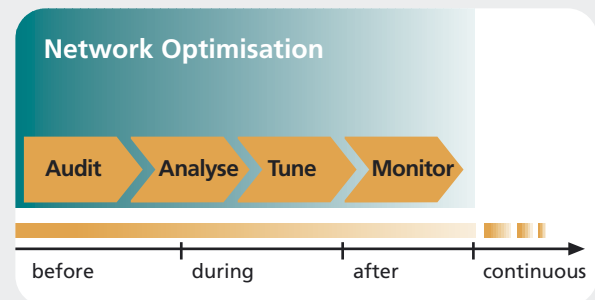 Network Optimisation
Audit Analyse Tune Monitor
before during after continuous